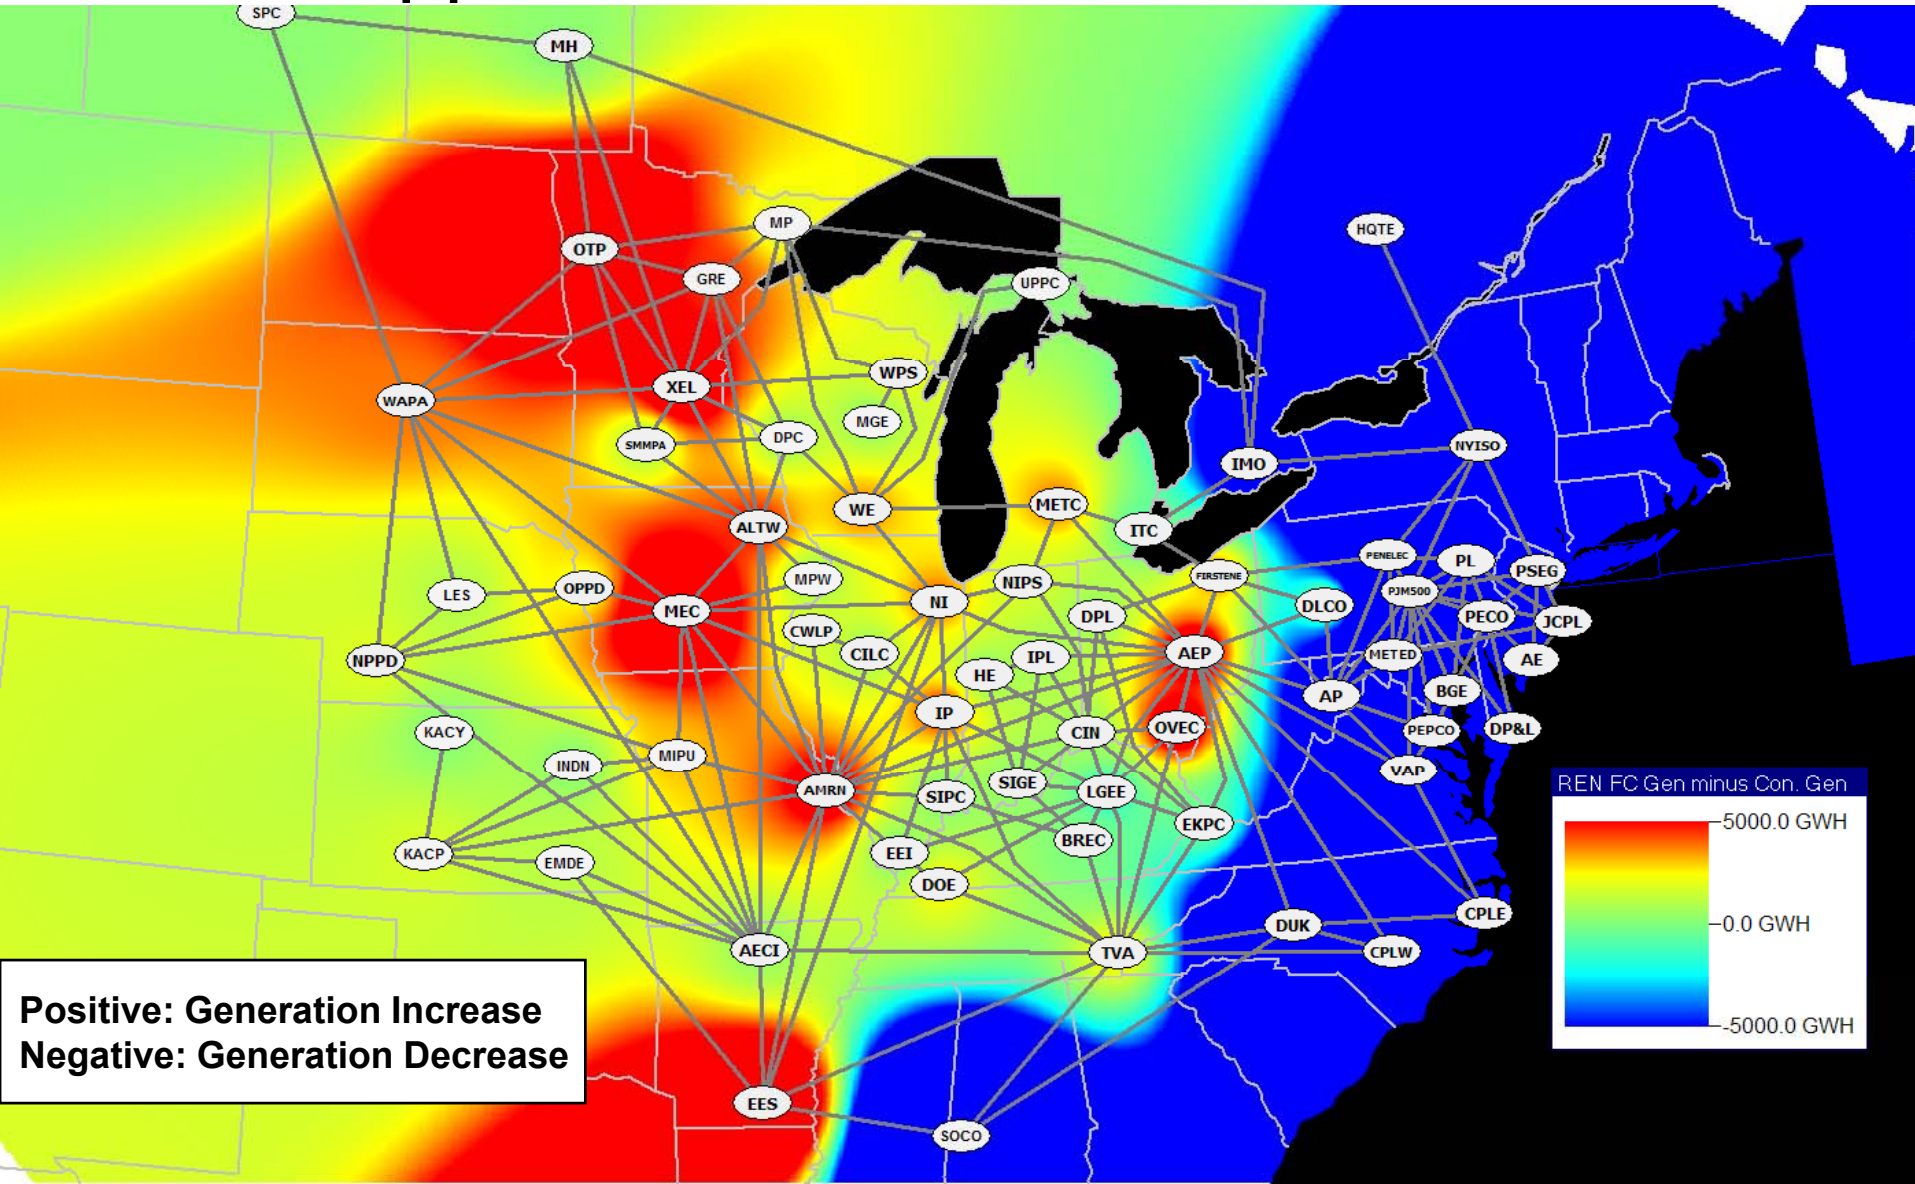 SPC
MH
MP
HQTE
OTP
GRE
UPPC
WPS
XEL
WAPA
MGE
SMMPA
DPC
NYISO
IMO
WE
METC
ALTW
ITC
PENELEC
PL
PSEG
FIRSTENE
MPW
NIPS
LES
OPPD
MEC
NI
DPL
DLCO
PJM500
PECO
JCPL
CWLP
CILC
IPL
AEP
METED
AE
NPPD
HE
AP
BGE
IP
KACY
CIN
OVEC
PEPCO
DP&L
INDN
MIPU
VAP
AMRN
SIPC
SIGE
LGEE
EKPC
BREC
KACP
EMDE
EEI
DOE
CPLE
DUK
AECI
TVA
CPLW
EES
SOCO
REN FC Gen minus Con. Gen
5000.0 GWH
0.0 GWH
-5000.0 GWH
Positive: Generation Increase
Negative: Generation Decrease